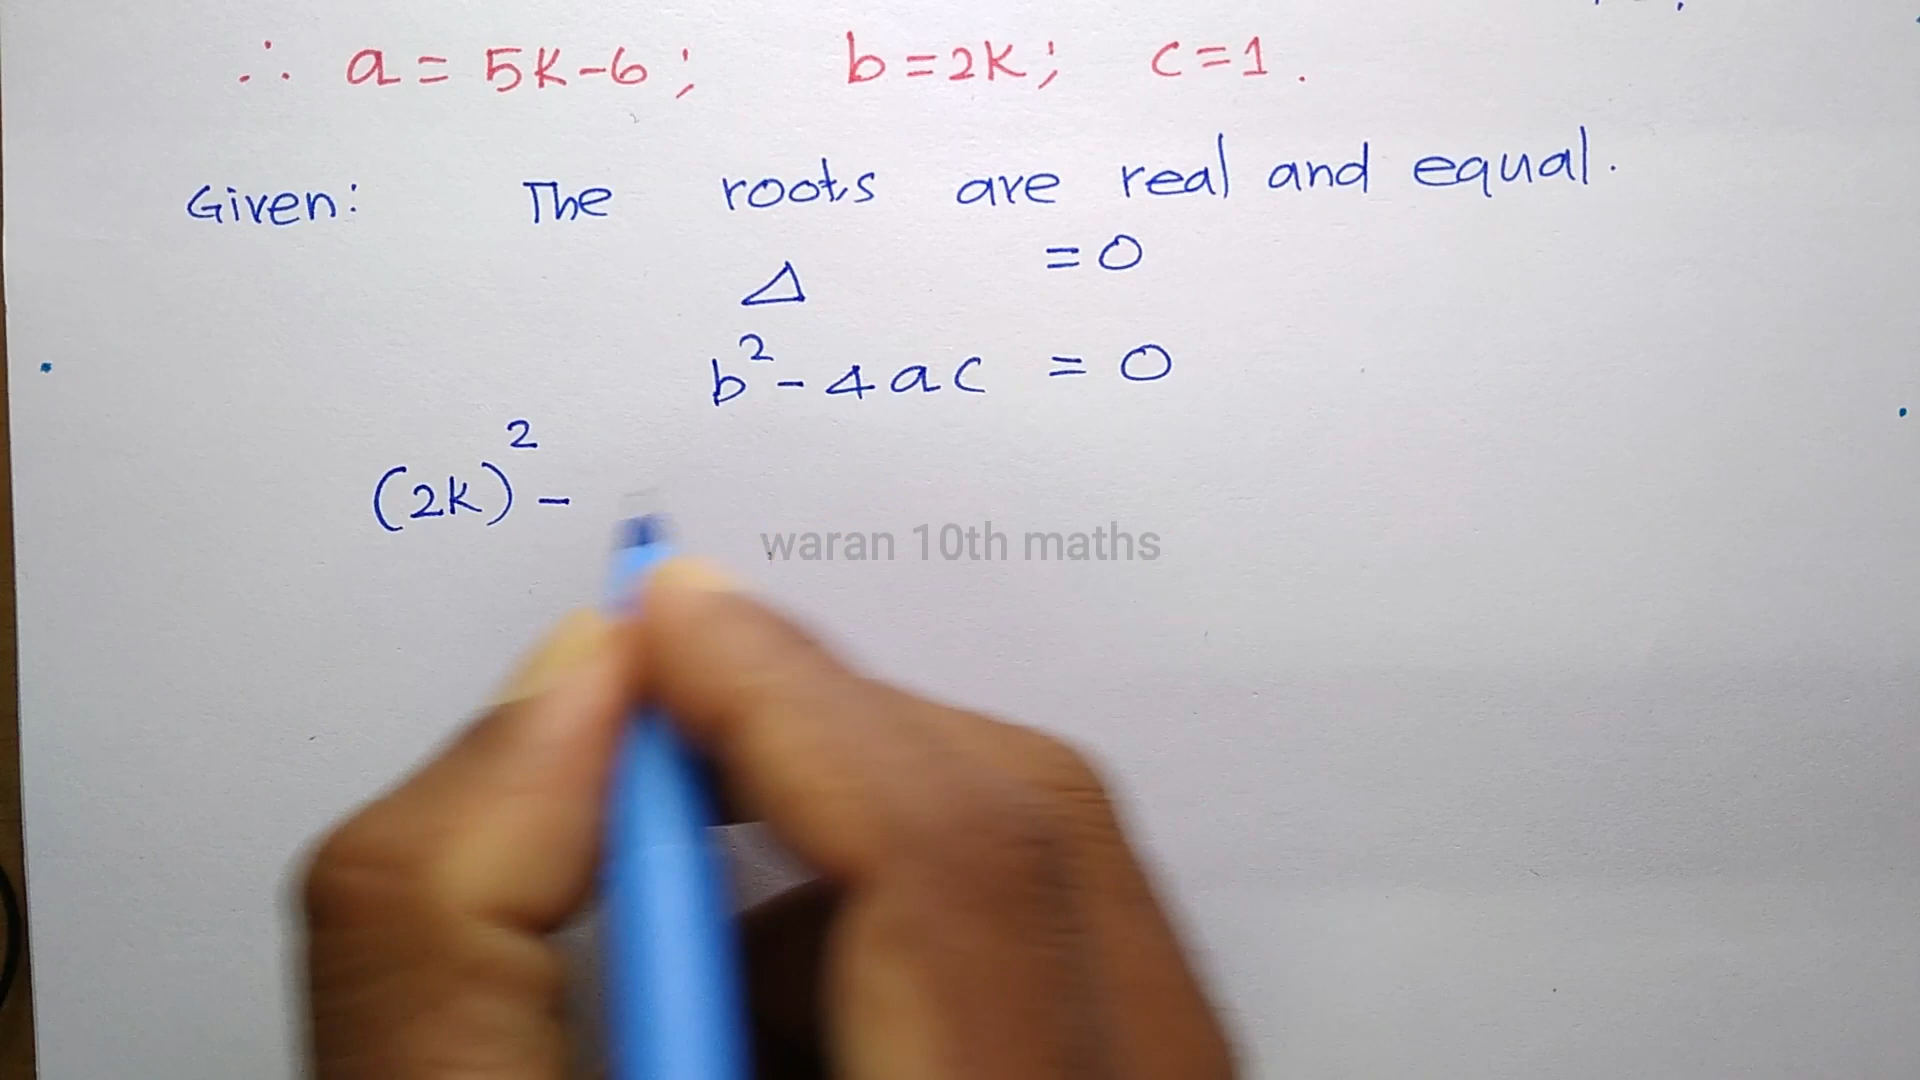 ∴ a = 5K-6; b = 2K; c = 1.
Given: The roots are real and equal.
Δ = 0
b² - 4ac = 0
(2K)² -
waran 10th maths